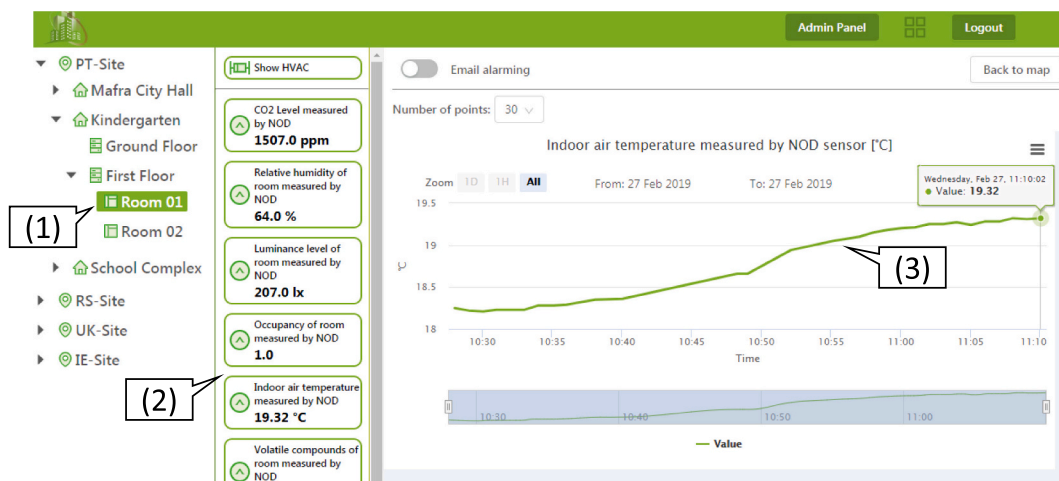 Admin Panel
Logout
PT-Site
Mafra City Hall
Kindergarten
Ground Floor
First Floor
Room 01
Room 02
School Complex
RS-Site
UK-Site
IE-Site
(1)
Show HVAC
CO2 Level measured
by NOD
1507.0 ppm
Relative humidity of
room measured by
NOD
64.0 %
Luminance level of
room measured by
NOD
207.0 lx
Occupancy of room
measured by NOD
1.0
Indoor air temperature
measured by NOD
19.32 °C
Volatile compounds of
room measured by
NOD
(2)
Email alarming
Back to map
Number of points: 30
Indoor air temperature measured by NOD sensor [°C]
Zoom 1D 1H All From: 27 Feb 2019 To: 27 Feb 2019
Wednesday, Feb 27, 11:10:02
Value: 19.32
19.5
19
18.5
18
°C
(3)
10:30 10:35 10:40 10:45 10:50 10:55 11:00 11:05 11:10
Time
10:30 10:40 10:50 11:00
Value